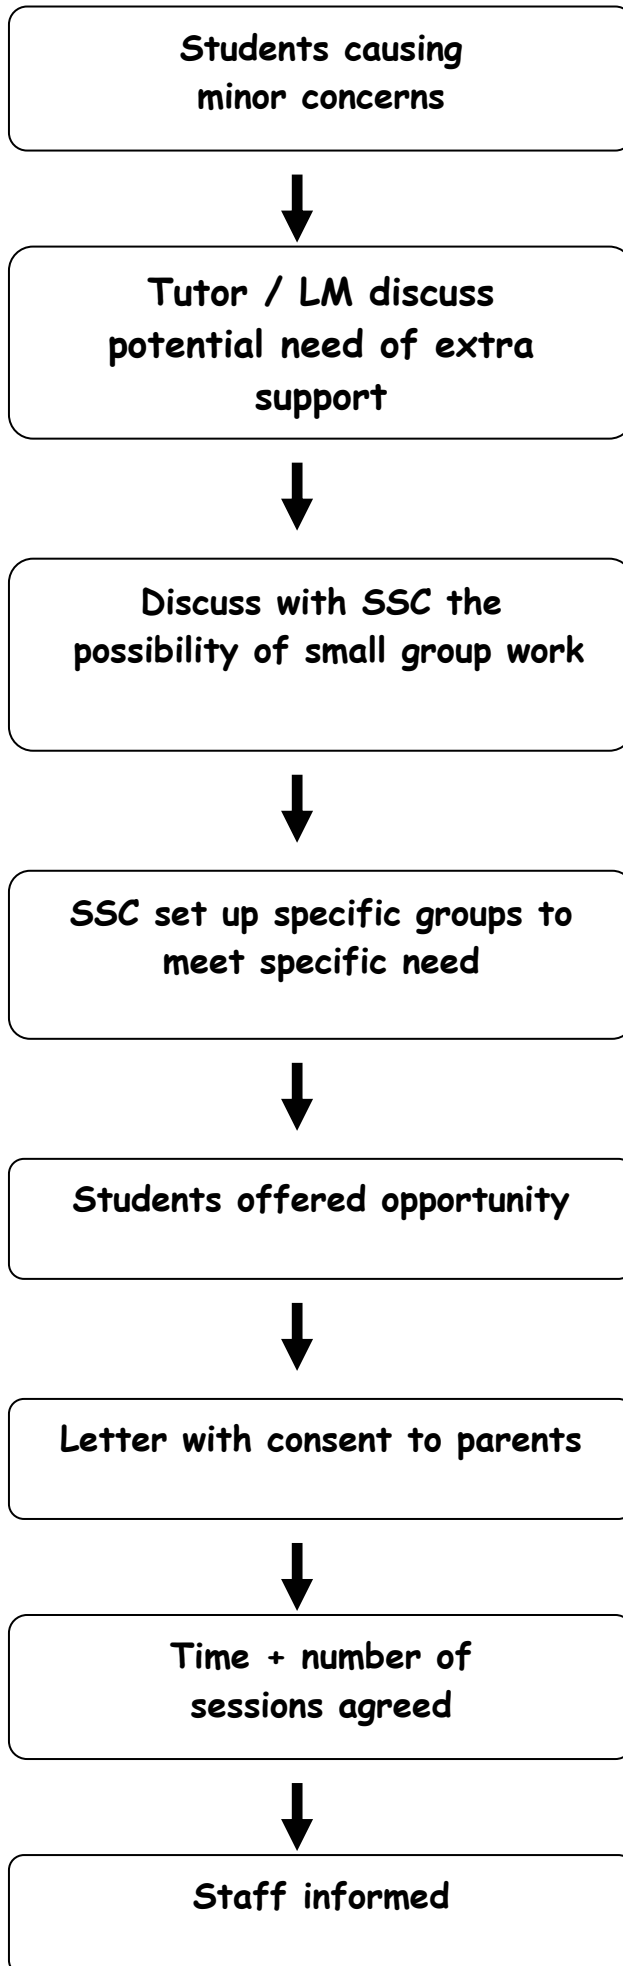 Students causing
minor concerns
Tutor / LM discuss
potential need of extra
support
Discuss with SSC the
possibility of small group work
SSC set up specific groups to
meet specific need
Students offered opportunity
Letter with consent to parents
Time + number of
sessions agreed
Staff informed